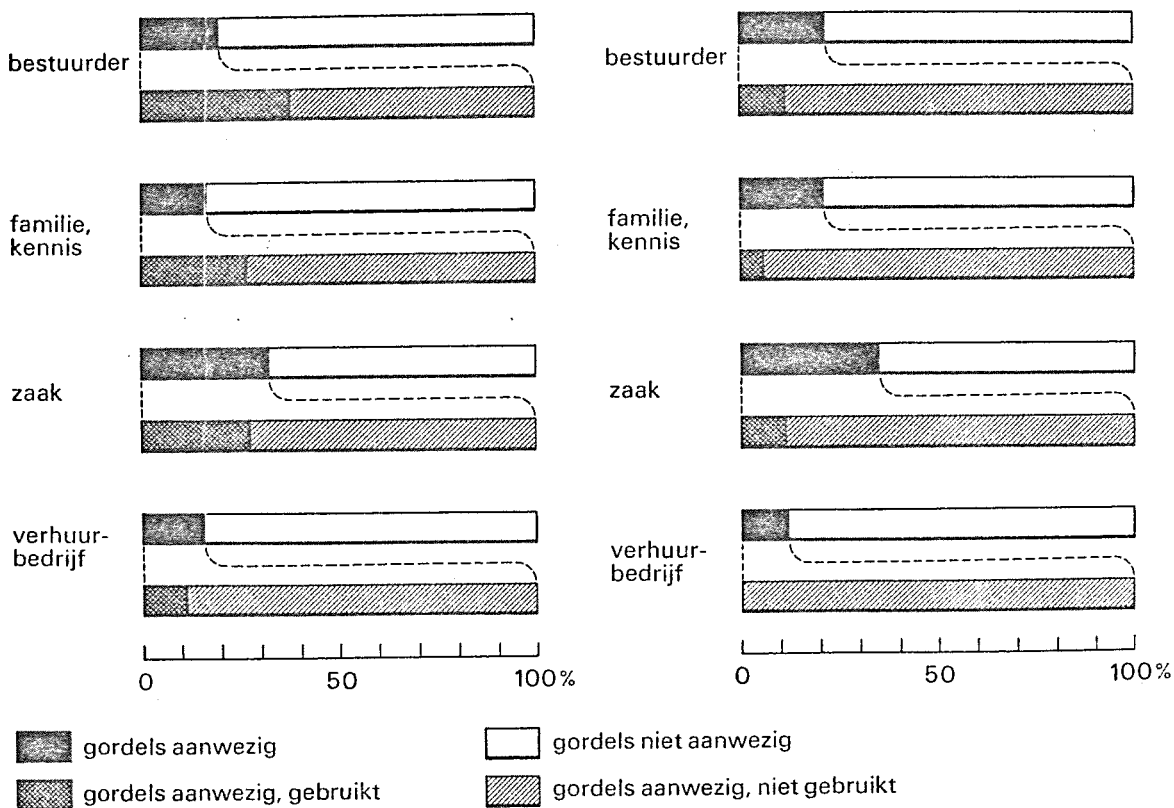 bestuurder
familie,
kennis
zaak
verhuur-
bedrijf
0 50 100%
bestuurder
familie,
kennis
zaak
verhuur-
bedrijf
0 50 100%
gordels aanwezig
gordels niet aanwezig
gordels aanwezig, gebruikt
gordels aanwezig, niet gebruikt